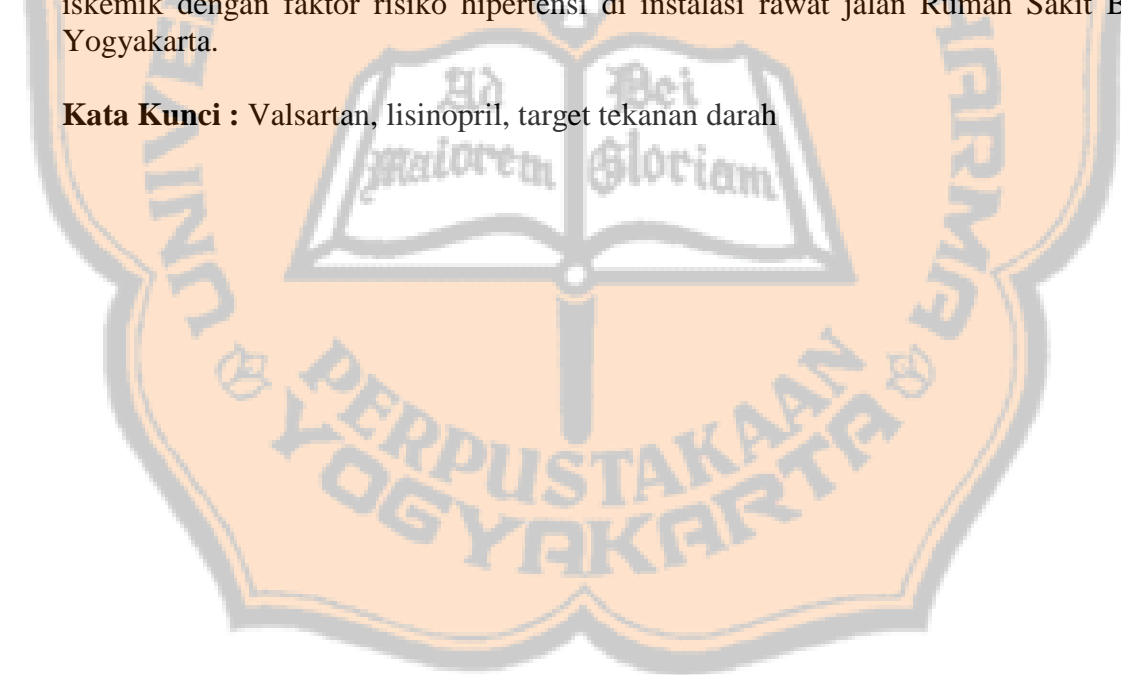 iskemik dengan faktor risiko hipertensi di instalasi rawat jalan Rumah Sakit
Yogyakarta.
Kata Kunci : Valsartan, lisinopril, target tekanan darah
Ad
Dei
Maiorem
Gloriam
PERPUSTAKAAN
YOGYAKARTA